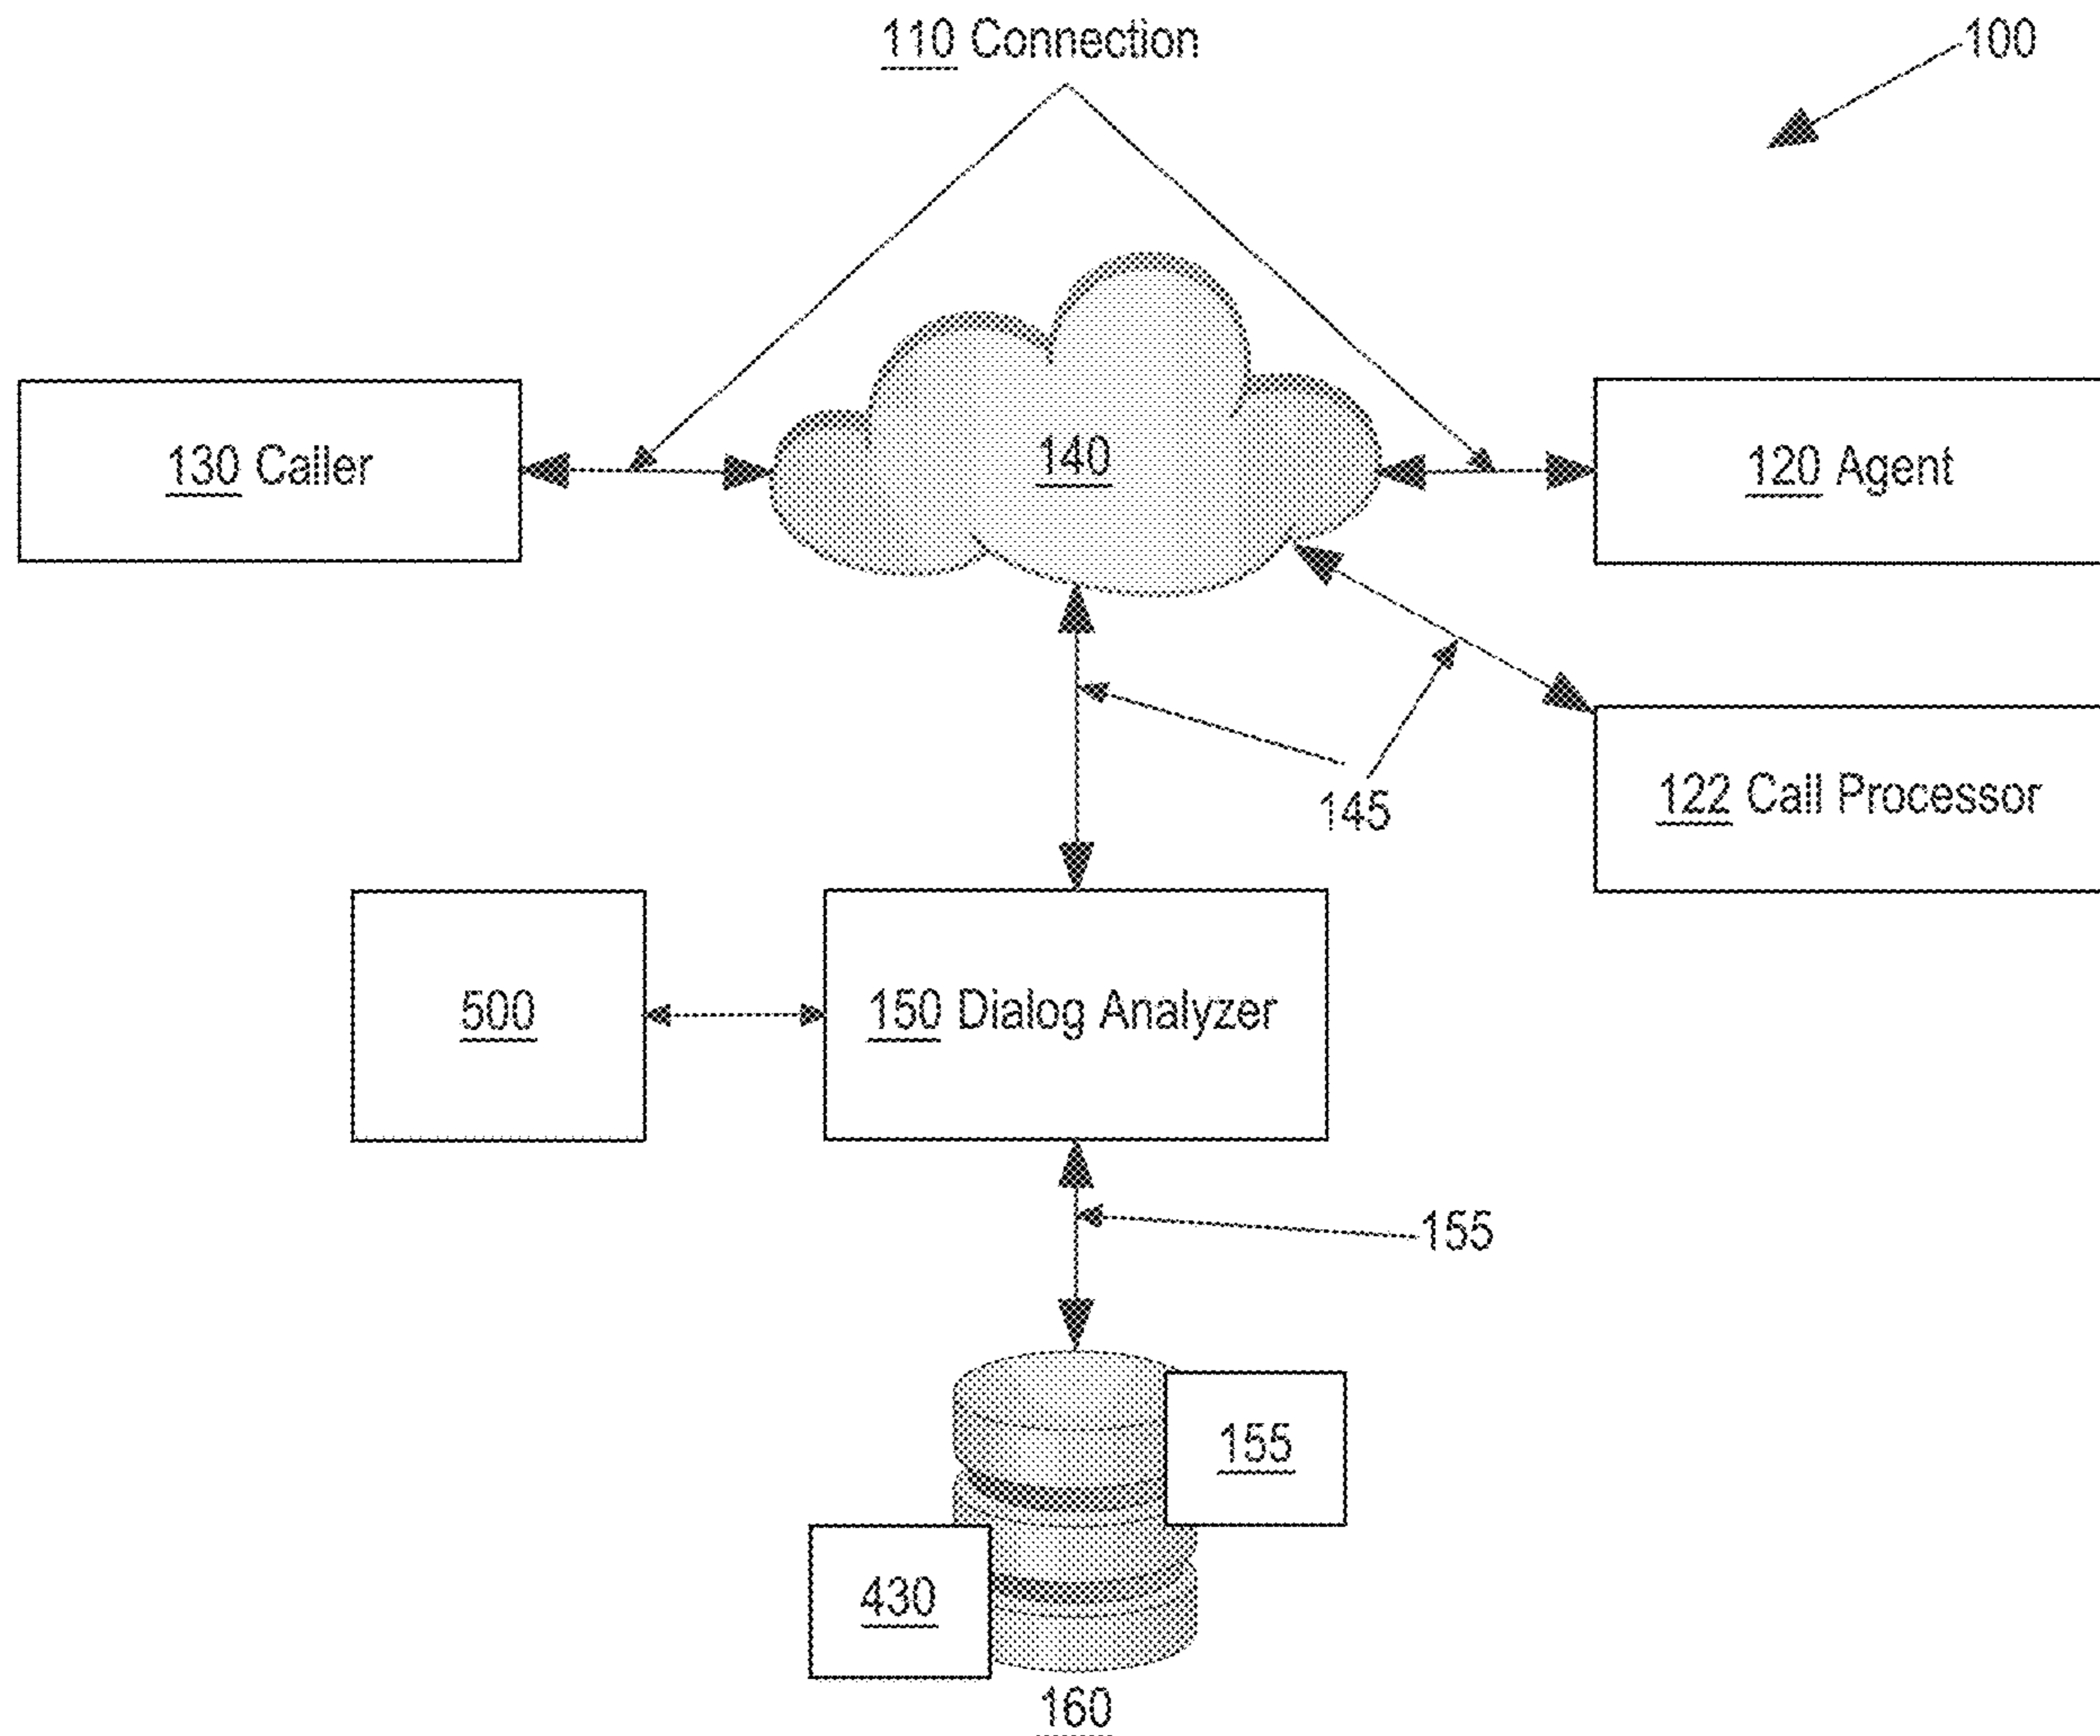 110 Connection
100
130 Caller
140
120 Agent
122 Call Processor
145
500
150 Dialog Analyzer
155
155
430
160